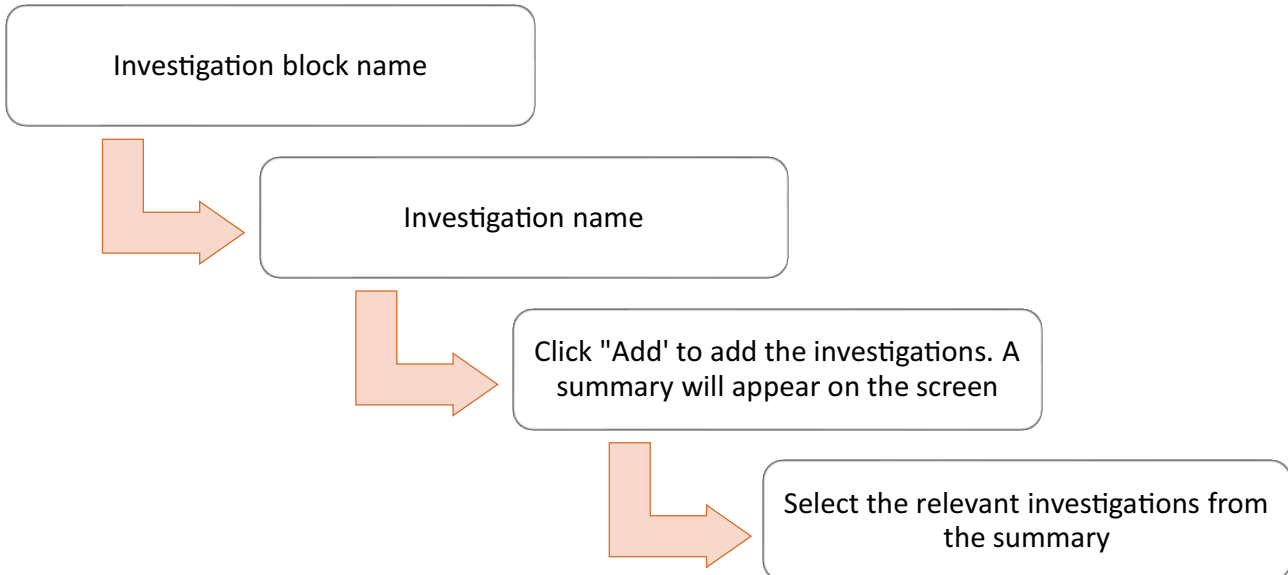 Investigation block name
Investigation name
Click "Add' to add the investigations. A
summary will appear on the screen
Select the relevant investigations from
the summary